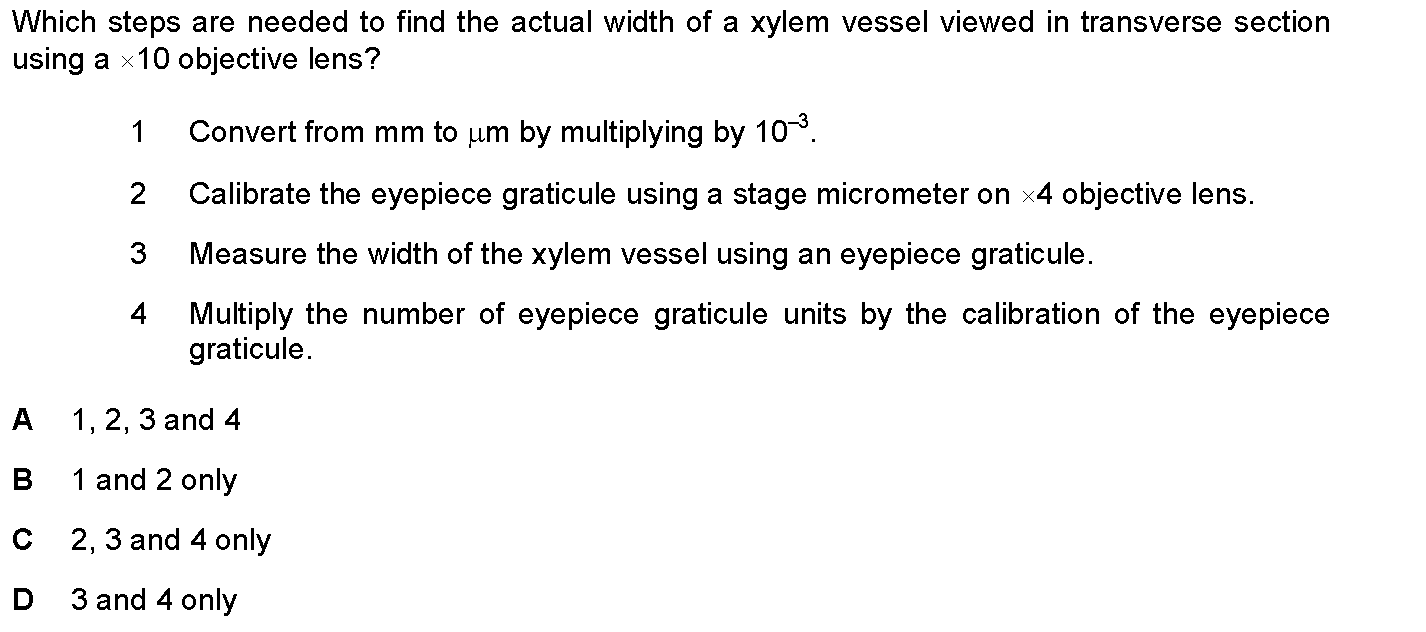 Which steps are needed to find the actual width of a xylem vessel viewed in transverse section
using a ×10 objective lens?
1 Convert from mm to μm by multiplying by 10⁻³.
2 Calibrate the eyepiece graticule using a stage micrometer on ×4 objective lens.
3 Measure the width of the xylem vessel using an eyepiece graticule.
4 Multiply the number of eyepiece graticule units by the calibration of the eyepiece
graticule.
A 1, 2, 3 and 4
B 1 and 2 only
C 2, 3 and 4 only
D 3 and 4 only